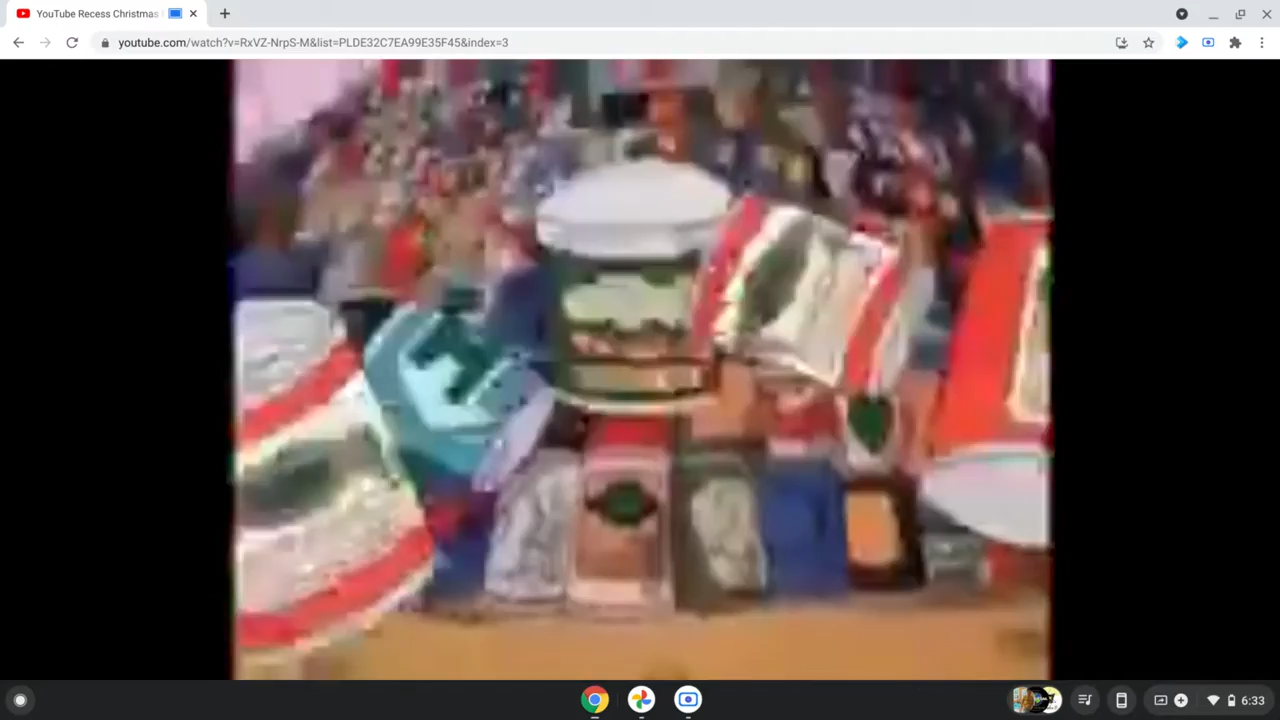 YouTube Recess Christmas
youtube.com/watch?v=RxVZ-NrpS-M&list=PLDE32C7EA99E35F45&index=3
6:33